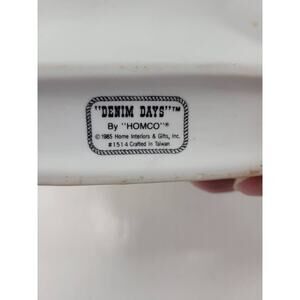 "DENIM DAYS"™
By "HOMCO"®
©1985 Home Interiors & Gifts, Inc.
#1514 Crafted in Taiwan